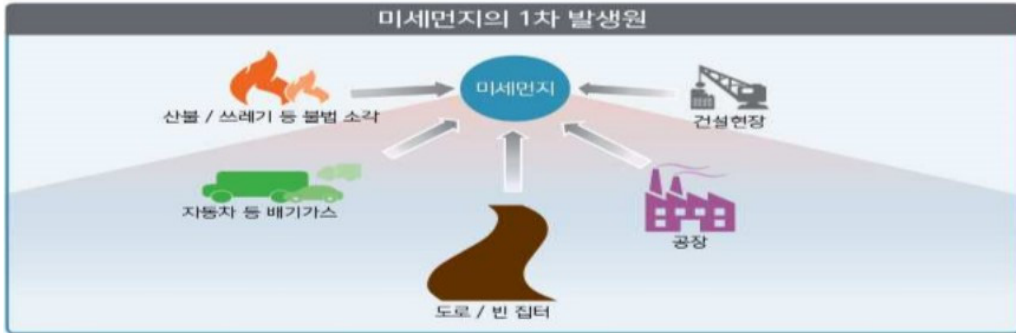 미세먼지의 1차 발생원
미세먼지
산불 / 쓰레기 등 불법 소각
건설현장
자동차 등 배기가스
공장
도로 / 빈 집터